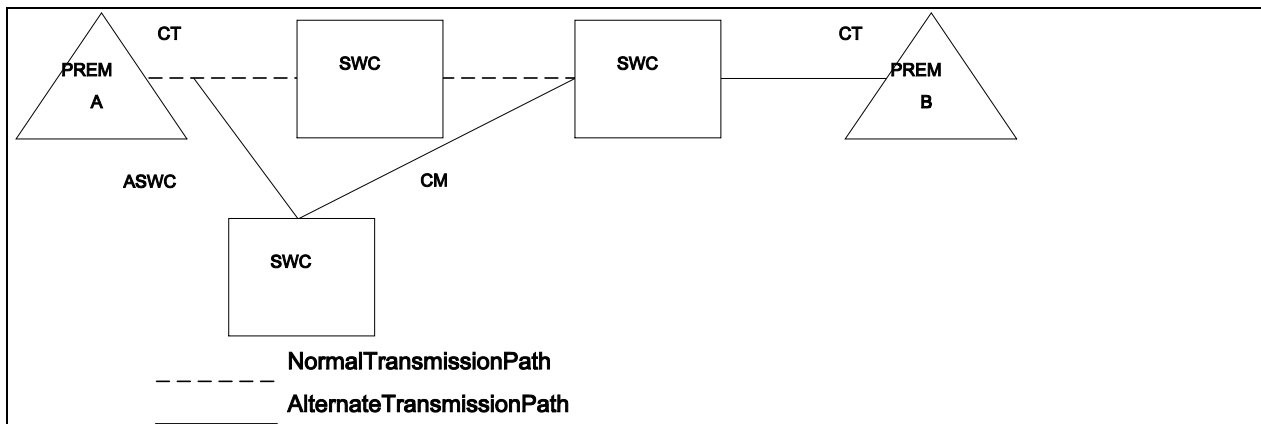 CT
CT
PREM
A
SWC
SWC
PREM
B
ASWC
CM
SWC
NormalTransmissionPath
AlternateTransmissionPath